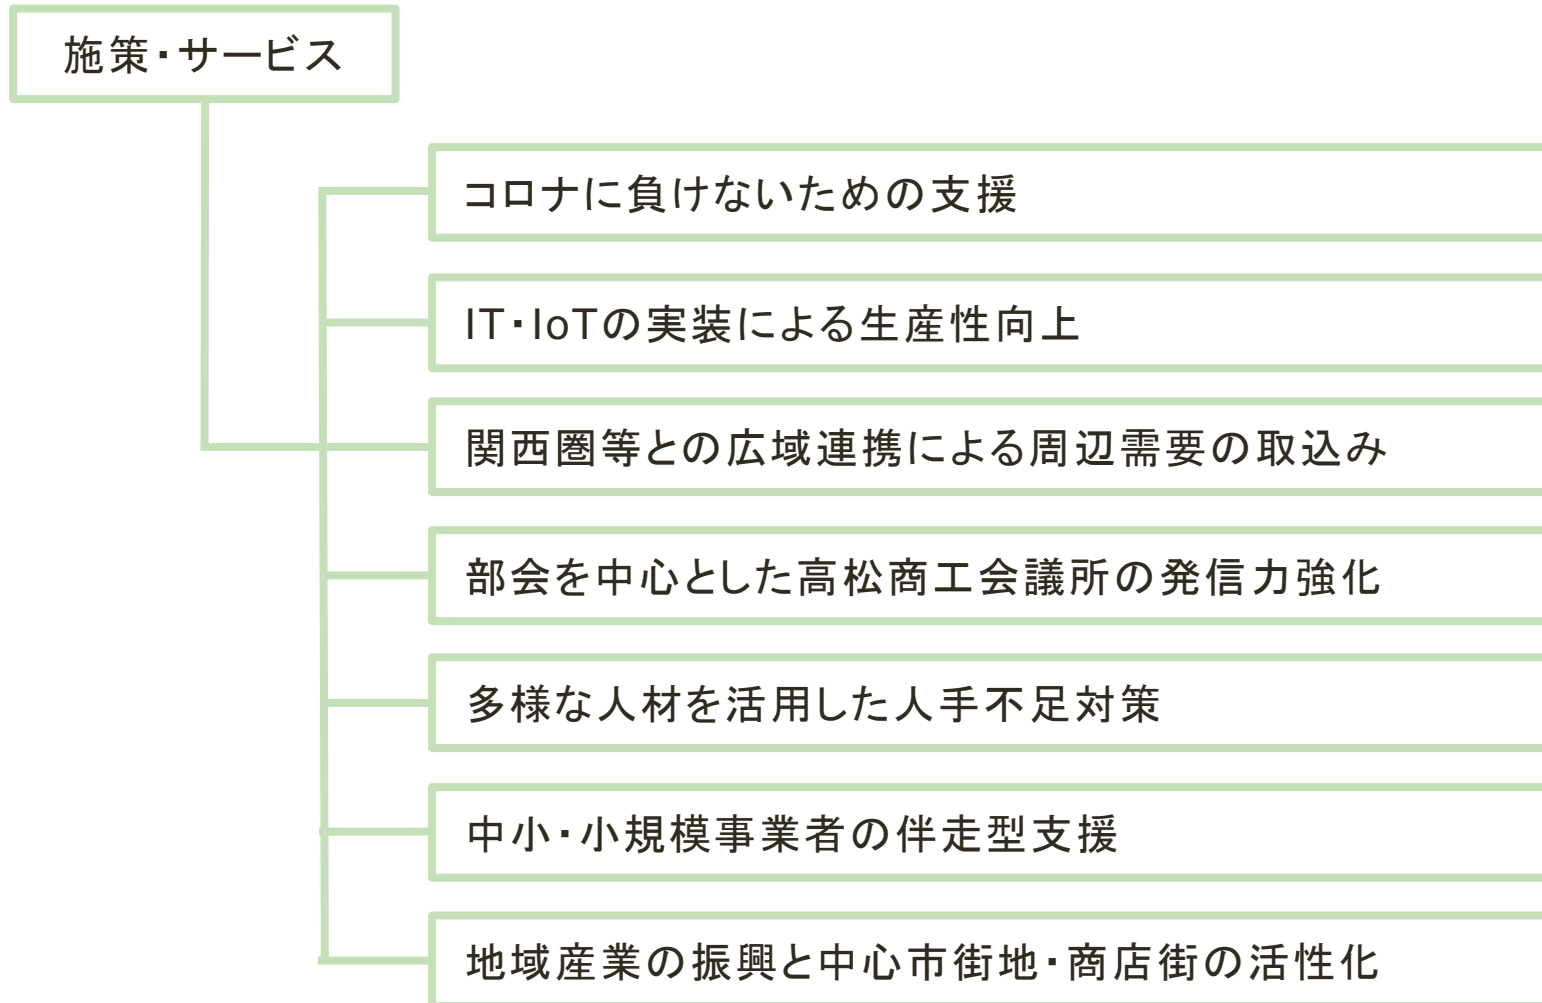 施策・サービス
コロナに負けないための支援
IT・IoTの実装による生産性向上
関西圏等との広域連携による周辺需要の取込み
部会を中心とした高松商工会議所の発信力強化
多様な人材を活用した人手不足対策
中小・小規模事業者の伴走型支援
地域産業の振興と中心市街地・商店街の活性化